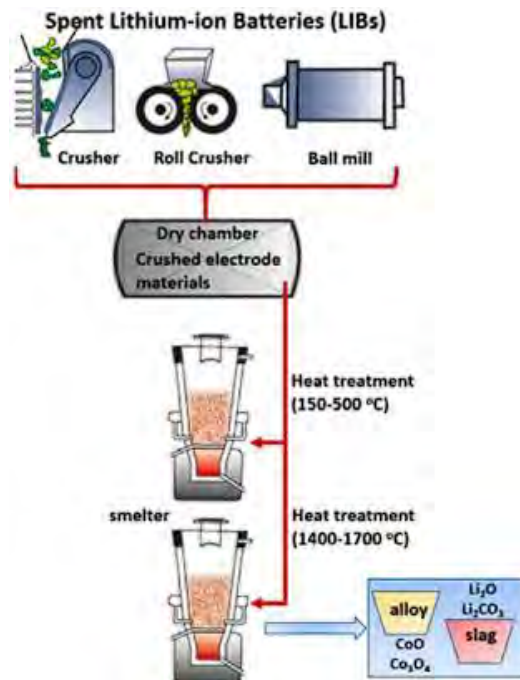 Spent Lithium-ion Batteries (LIBs)
Crusher
Roll Crusher
Ball mill
Dry chamber
Crushed electrode
materials
Heat treatment
(150-500 °C)
smelter
Heat treatment
(1400-1700 °C)
alloy
CoO
Co₃O₄
Li₂O
Li₂CO₃
slag